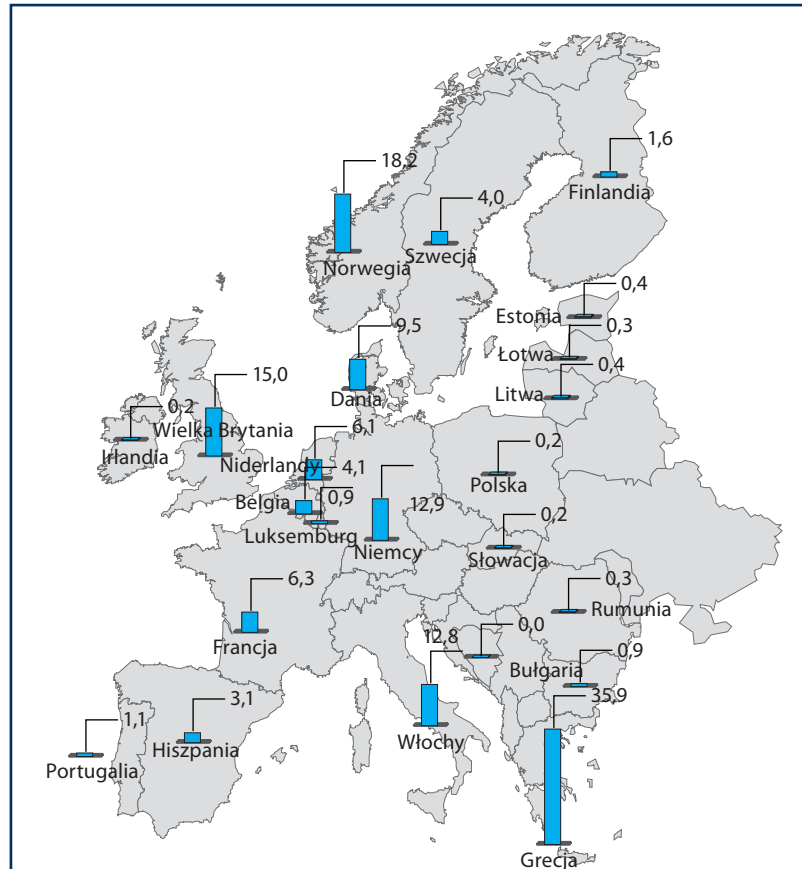 1,6
Finlandia
18,2
Norwegia
4,0
Szwecja
0,4
Estonia
0,3
Łotwa
0,4
Litwa
9,5
Dania
15,0
Wielka Brytania
0,2
Irlandia
6,1
Niderlandy
4,1
Belgia
0,9
Luksemburg
12,9
Niemcy
0,2
Polska
0,2
Słowacja
6,3
Francja
0,3
Rumunia
0,0
12,8
Włochy
0,9
Bułgaria
35,9
Grecja
3,1
Hiszpania
1,1
Portugalia